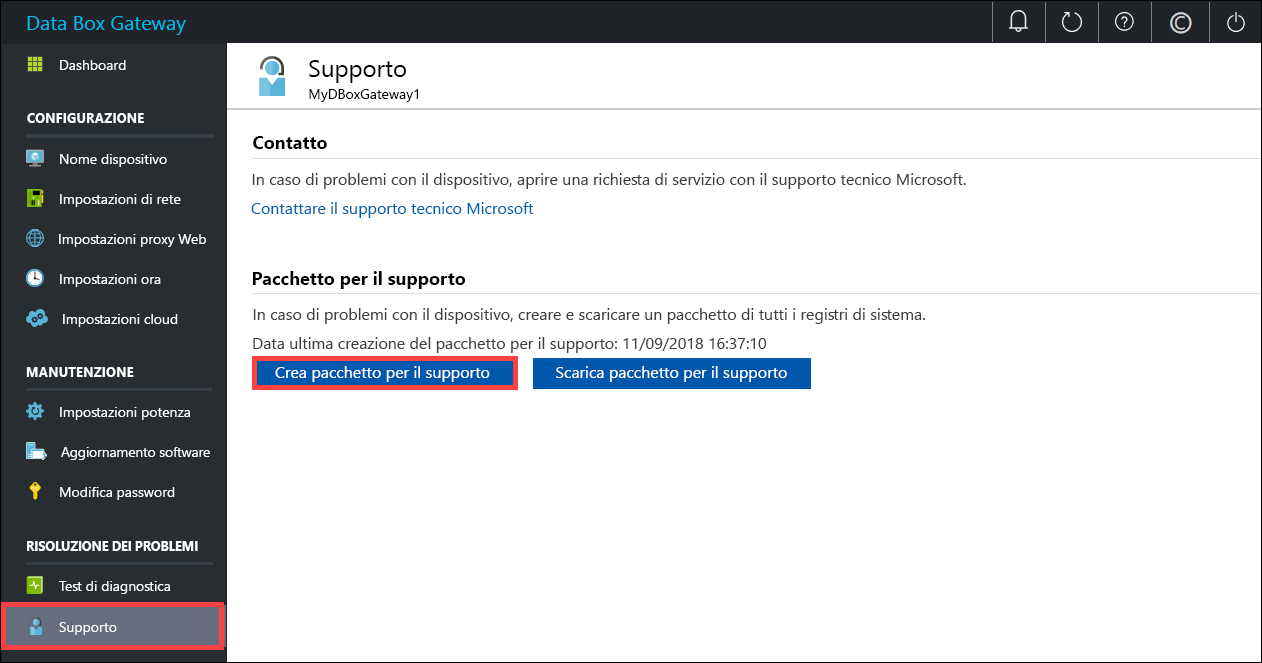 Data Box Gateway
Dashboard
CONFIGURAZIONE
Nome dispositivo
Impostazioni di rete
Impostazioni proxy Web
Impostazioni ora
Impostazioni cloud
MANUTENZIONE
Impostazioni potenza
Aggiornamento software
Modifica password
RISOLUZIONE DEI PROBLEMI
Test di diagnostica
Supporto
Supporto
MyDBoxGateway1
Contatto
In caso di problemi con il dispositivo, aprire una richiesta di servizio con il supporto tecnico Microsoft.
Contattare il supporto tecnico Microsoft
Pacchetto per il supporto
In caso di problemi con il dispositivo, creare e scaricare un pacchetto di tutti i registri di sistema.
Data ultima creazione del pacchetto per il supporto: 11/09/2018 16:37:10
Crea pacchetto per il supporto
Scarica pacchetto per il supporto